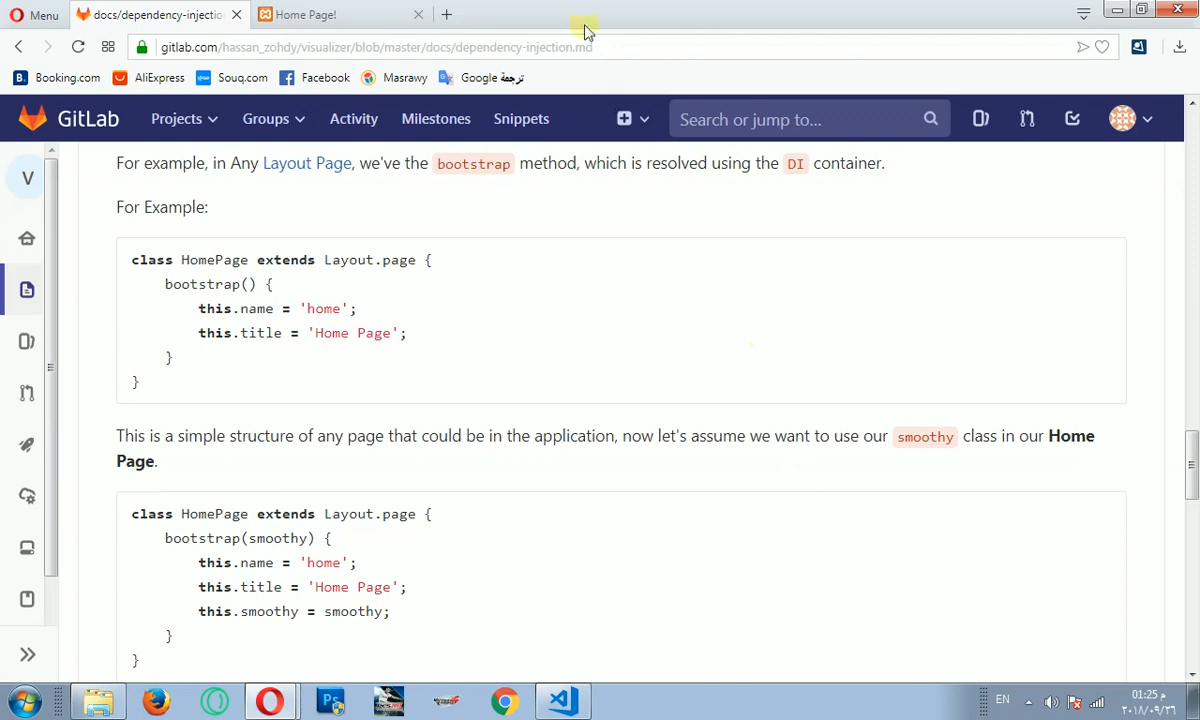 Menu
docs/dependency-injectio
Home Page!
gitlab.com/hassan_zohdy/visualizer/blob/master/docs/dependency-injection.md
B. Booking.com
AliExpress
Souq.com
Facebook
Masrawy
ترجمة Google
GitLab
Projects
Groups
Activity
Milestones
Snippets
Search or jump to...
V
For example, in Any Layout Page, we've the bootstrap method, which is resolved using the DI container.
For Example:
class HomePage extends Layout.page {
bootstrap() {
this.name = 'home';
this.title = 'Home Page';
}
}
This is a simple structure of any page that could be in the application, now let's assume we want to use our smoothy class in our Home
Page.
class HomePage extends Layout.page {
bootstrap(smoothy) {
this.name = 'home';
this.title = 'Home Page';
this.smoothy = smoothy;
}
}
Ps
EN
01:25 م
٢٠١٨/٠٩/٢٦